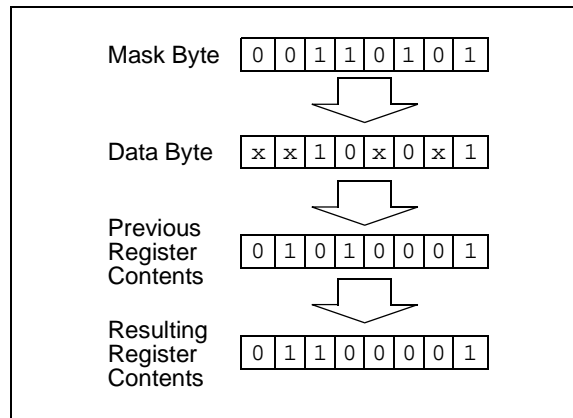 Mask Byte 0 0 1 1 0 1 0 1
Data Byte x x 1 0 x 0 x 1
Previous
Register 0 1 0 1 0 0 0 1
Contents
Resulting
Register 0 1 1 0 0 0 0 1
Contents